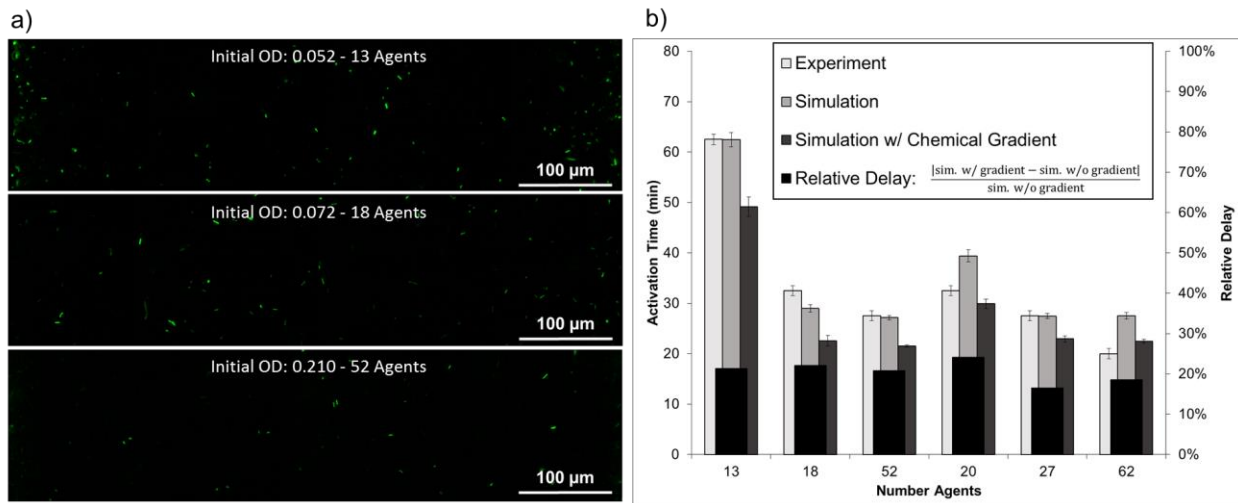 a)
Initial OD: 0.052 - 13 Agents
100 µm
Initial OD: 0.072 - 18 Agents
100 µm
Initial OD: 0.210 - 52 Agents
100 µm
b)
80
70
60
50
40
30
20
10
0
Activation Time (min)
Experiment
Simulation
Simulation w/ Chemical Gradient
Relative Delay: |sim. w/ gradient − sim. w/o gradient|
sim. w/o gradient
100%
90%
80%
70%
60%
50%
40%
30%
20%
10%
0%
Relative Delay
13 18 52 20 27 62
Number Agents